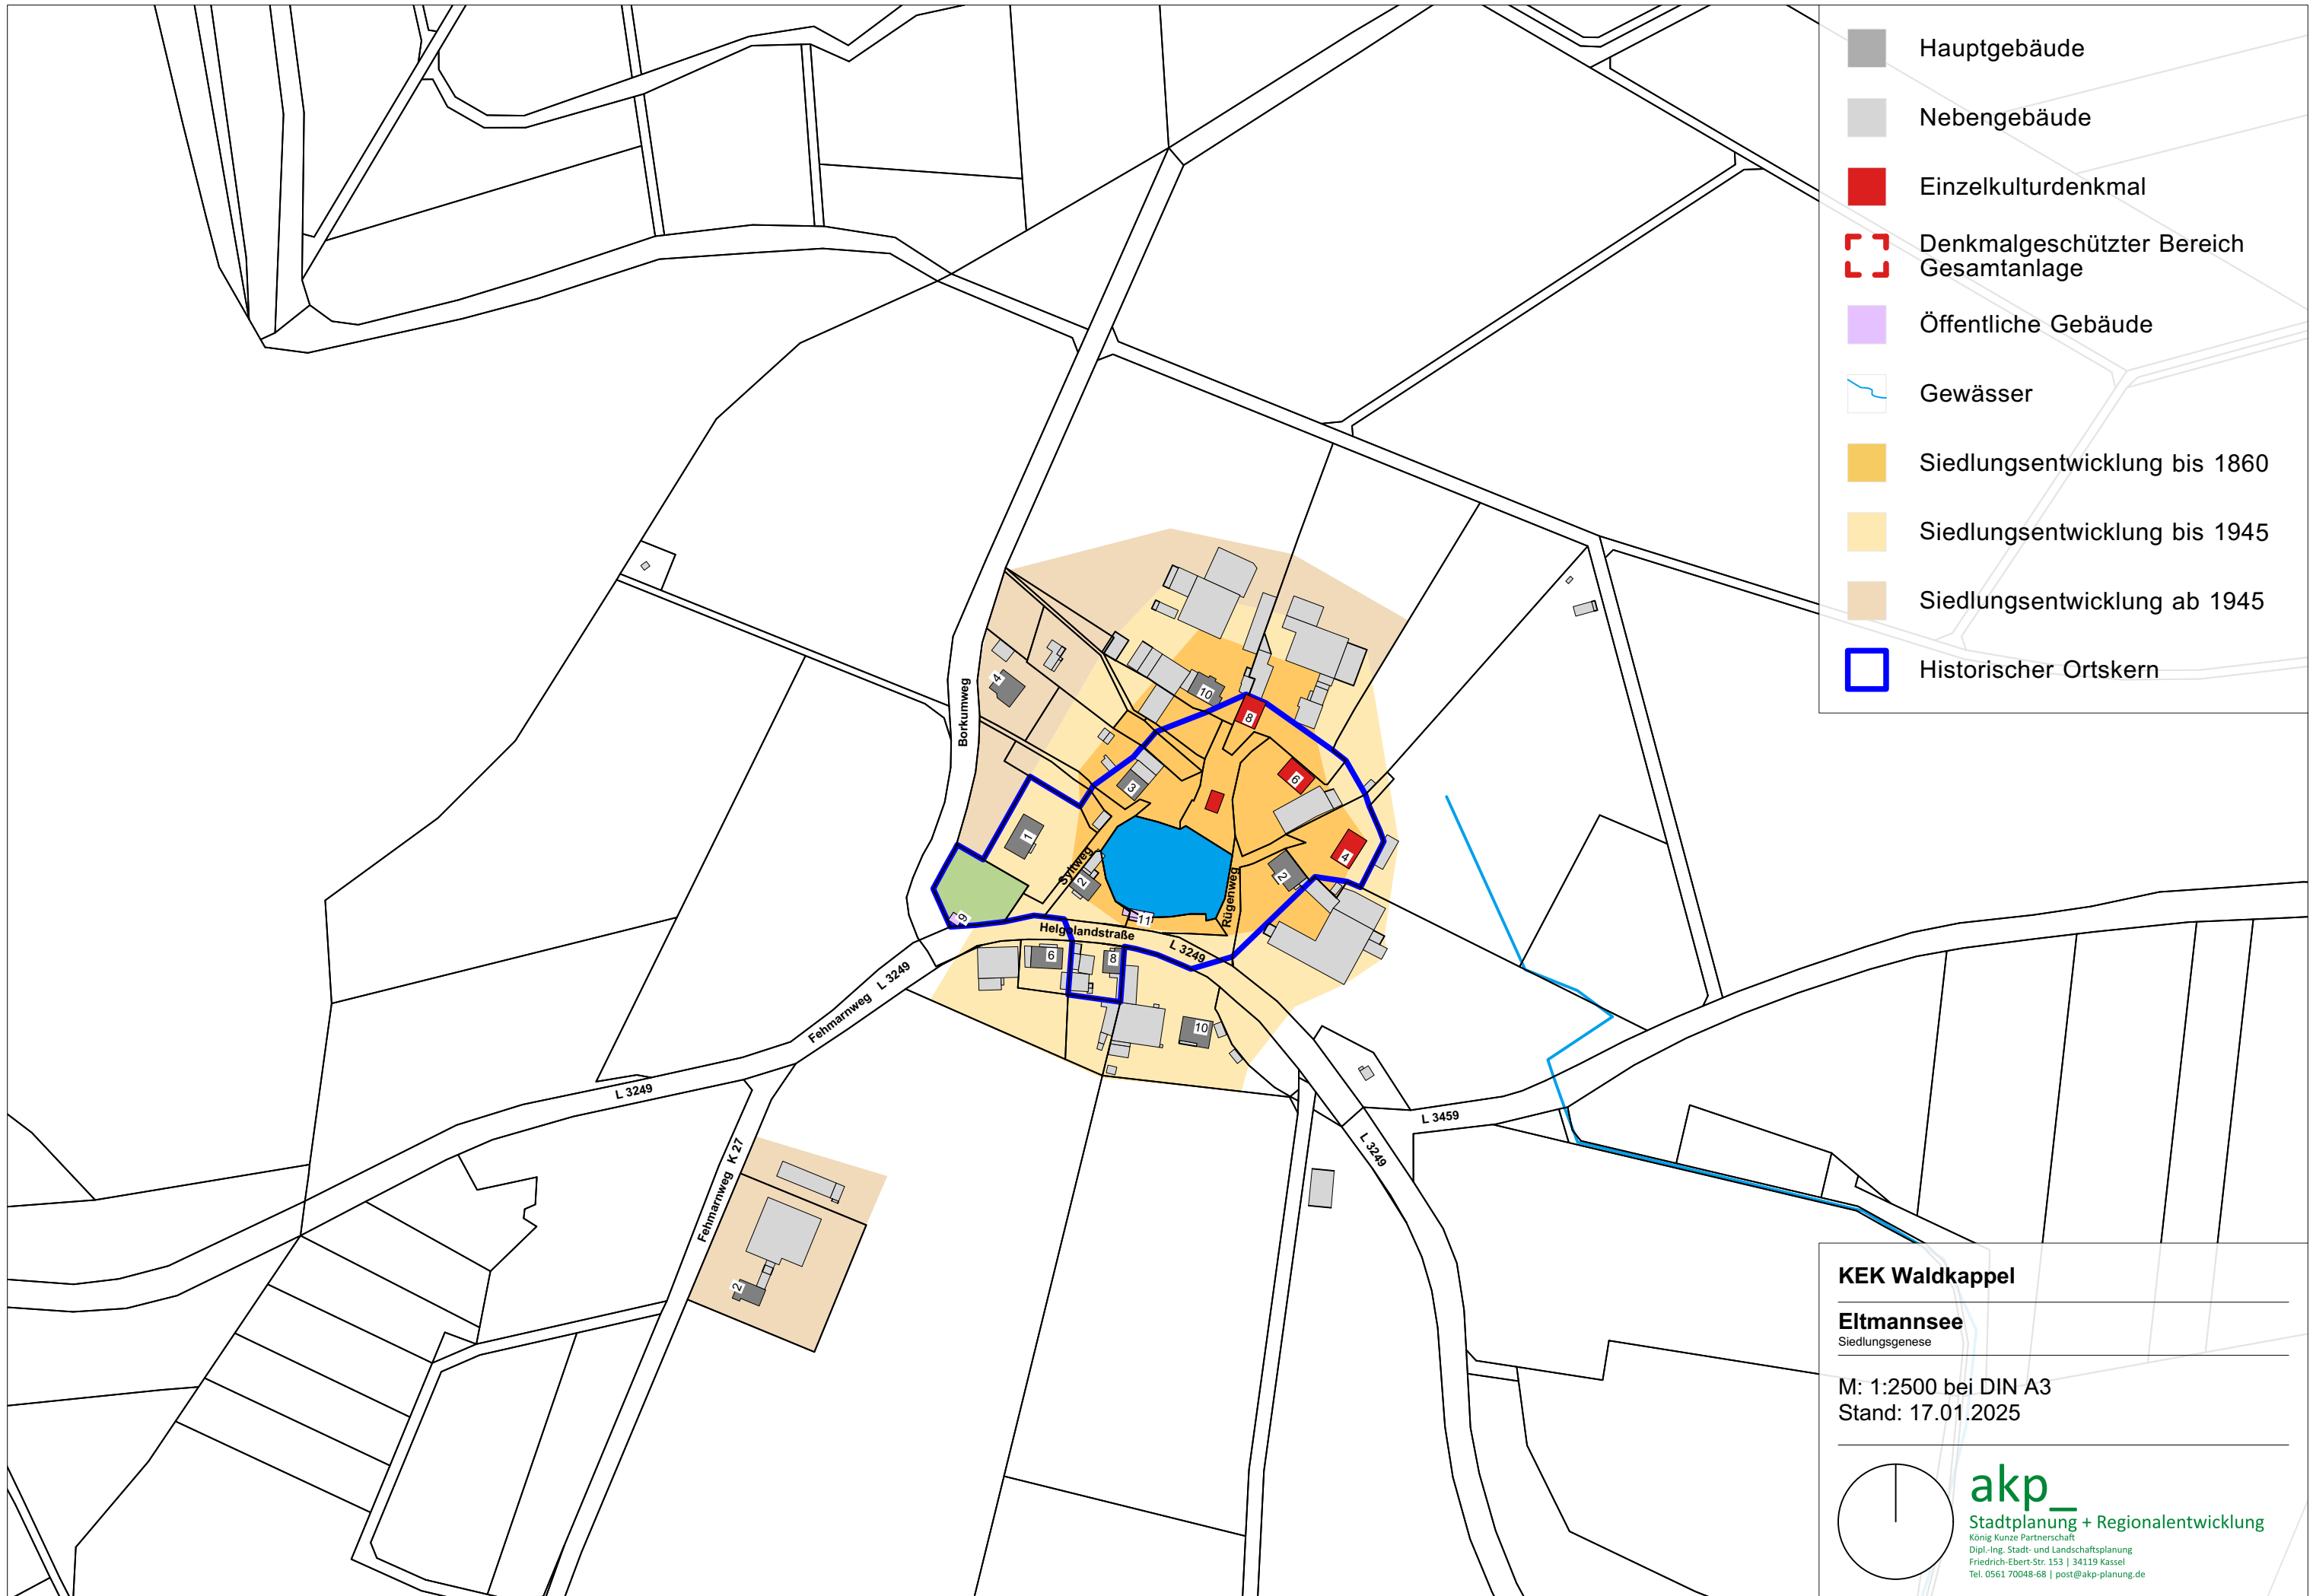 Hauptgebäude
Nebengebäude
Einzelkulturdenkmal
Denkmalgeschützter Bereich
Gesamtanlage
Öffentliche Gebäude
Gewässer
Siedlungsentwicklung bis 1860
Siedlungsentwicklung bis 1945
Siedlungsentwicklung ab 1945
Historischer Ortskern
4
10
8
Borkumweg
3
6
1
4
Syltweg
2
2
Rügenweg
9
11
Helgolandstraße
L 3249
6
8
10
Fehmarnweg L 3249
L 3249
L 3459
L 3249
Fehmarnweg K 27
2
KEK Waldkappel
Eltmannsee
Siedlungsgenese
M: 1:2500 bei DIN A3
Stand: 17.01.2025
akp_
Stadtplanung + Regionalentwicklung
König Kunze Partnerschaft
Dipl.-Ing. Stadt- und Landschaftsplanung
Friedrich-Ebert-Str. 153 | 34119 Kassel
Tel. 0561 70048-68 | post@akp-planung.de